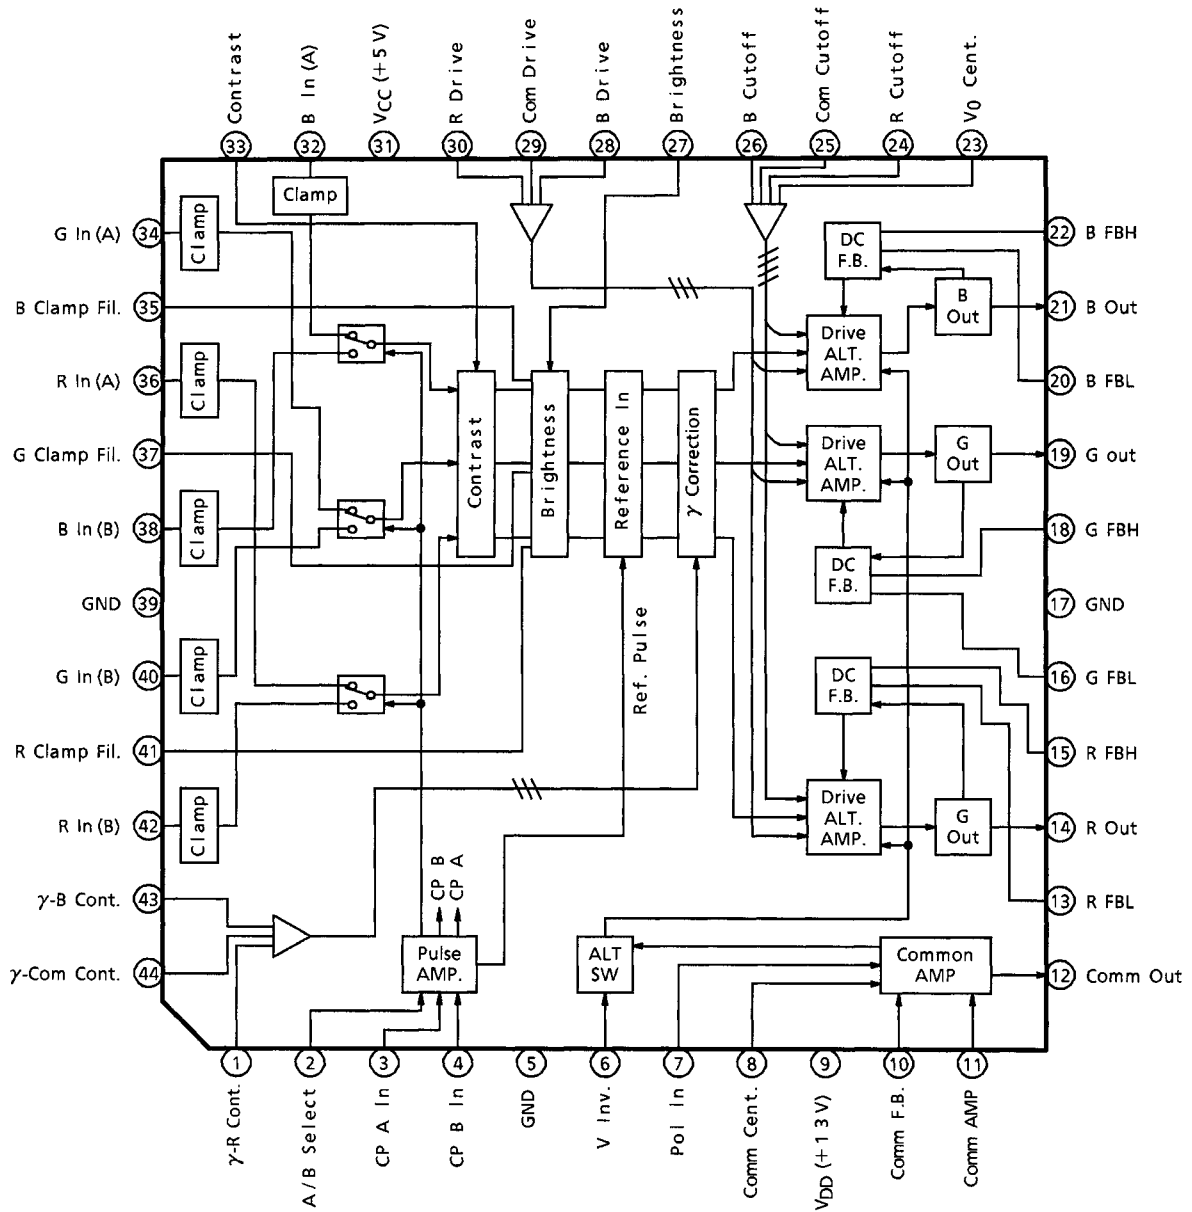 Contrast
B In (A)
VCC (+5 V)
R Drive
Com Drive
B Drive
Brightness
B Cutoff
Com Cutoff
R Cutoff
V0 Cent.
33 32 31 30 29 28 27 26 25 24 23
Clamp
G In (A) 34 Clamp
DC F.B.
22 B FBH
B Clamp Fil. 35
B Out
21 B Out
Drive ALT. AMP.
R In (A) 36 Clamp
20 B FBL
Contrast
Brightness
Reference In
γ Correction
G Clamp Fil. 37
Drive ALT. AMP.
G Out
19 G out
B In (B) 38 Clamp
18 G FBH
DC F.B.
GND 39
17 GND
G In (B) 40 Clamp
Ref. Pulse
DC F.B.
16 G FBL
R Clamp Fil. 41
15 R FBH
R In (B) 42 Clamp
Drive ALT. AMP.
G Out
14 R Out
CP B
CP A
γ-B Cont. 43
13 R FBL
γ-Com Cont. 44
Pulse AMP.
ALT SW
Common AMP
12 Comm Out
1 2 3 4 5 6 7 8 9 10 11
γ-R Cont.
A/B Select
CP A In
CP B In
GND
V Inv.
Pol In
Comm Cent.
VDD (+13 V)
Comm F.B.
Comm AMP